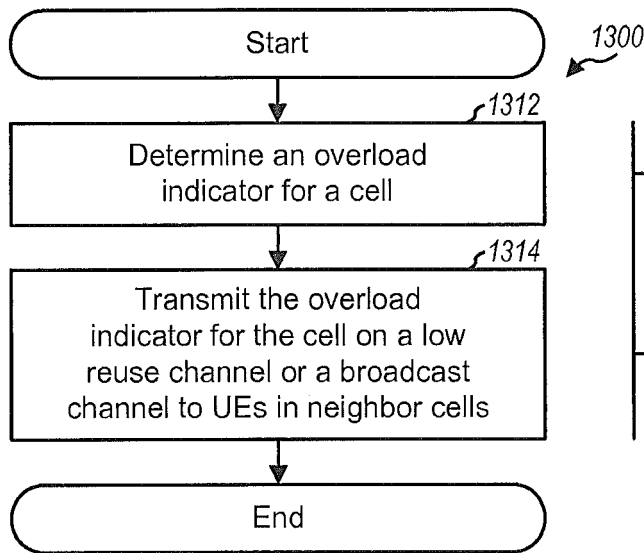 Start
1300
1312
Determine an overload
indicator for a cell
1314
Transmit the overload
indicator for the cell on a low
reuse channel or a broadcast
channel to UEs in neighbor cells
End